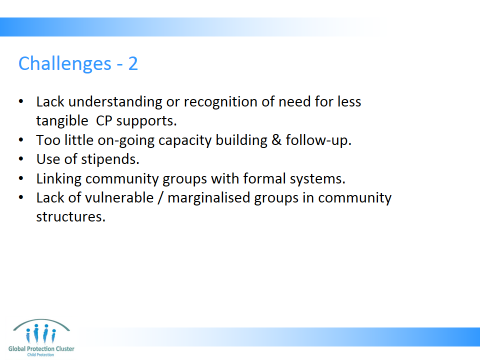 Challenges - 2
• Lack understanding or recognition of need for less
tangible  CP supports.
• Too little on-going capacity building & follow-up.
• Use of stipends.
• Linking community groups with formal systems.
• Lack of vulnerable / marginalised groups in community
structures.
Global Protection Cluster
Child Protection